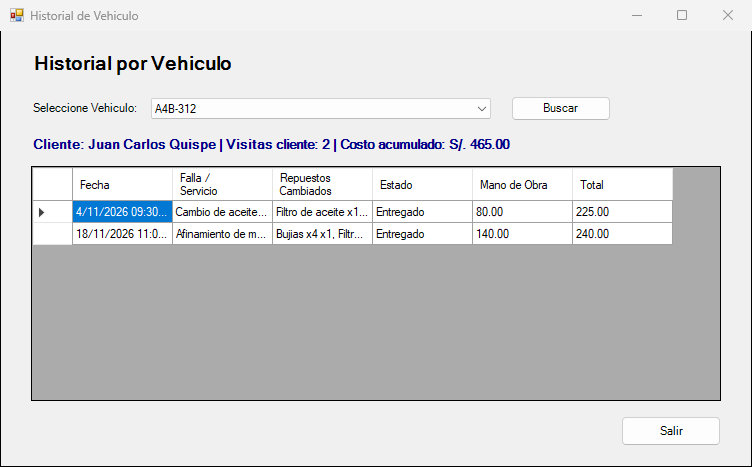 Historial de Vehiculo
Historial por Vehiculo
Seleccione Vehiculo: A4B-312 Buscar
Cliente: Juan Carlos Quispe | Visitas cliente: 2 | Costo acumulado: S/. 465.00
Fecha Falla / Servicio Repuestos Cambiados Estado Mano de Obra Total
4/11/2026 09:30... Cambio de aceite... Filtro de aceite x1... Entregado 80.00 225.00
18/11/2026 11:0... Afinamiento de m... Bujias x4 x1, Filtr... Entregado 140.00 240.00
Salir